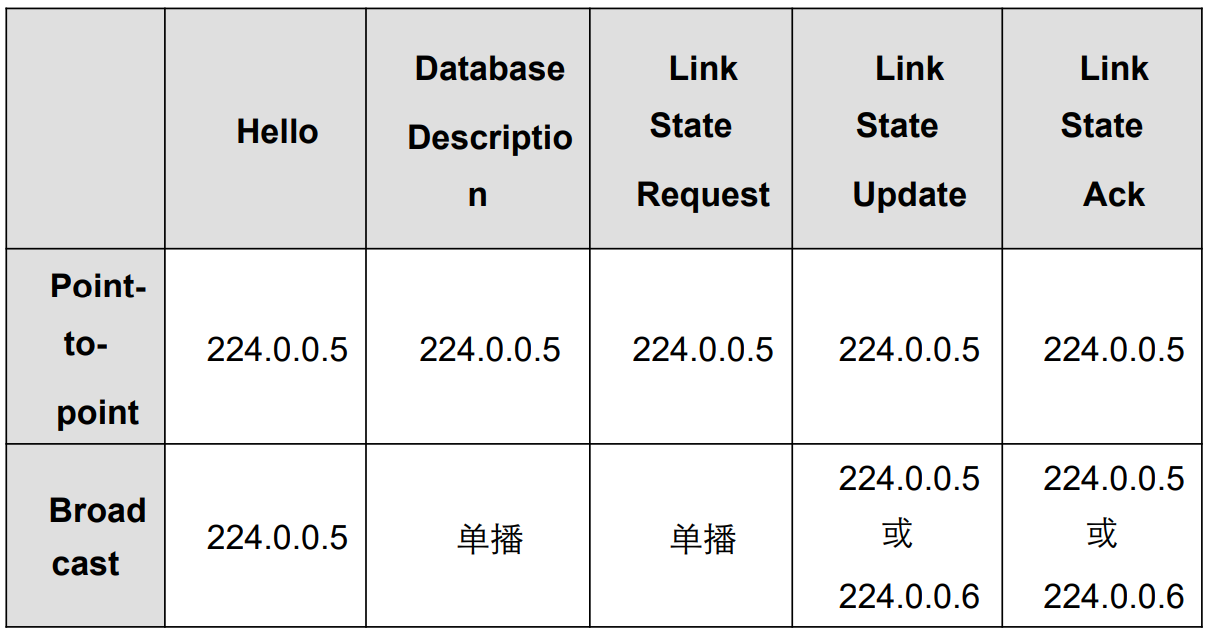 Hello
Database
Descriptio
n
Link
State
Request
Link
State
Update
Link
State
Ack
Point-
to-
point
224.0.0.5
224.0.0.5
224.0.0.5
224.0.0.5
224.0.0.5
Broad
cast
224.0.0.5
单播
单播
224.0.0.5
或
224.0.0.6
224.0.0.5
或
224.0.0.6